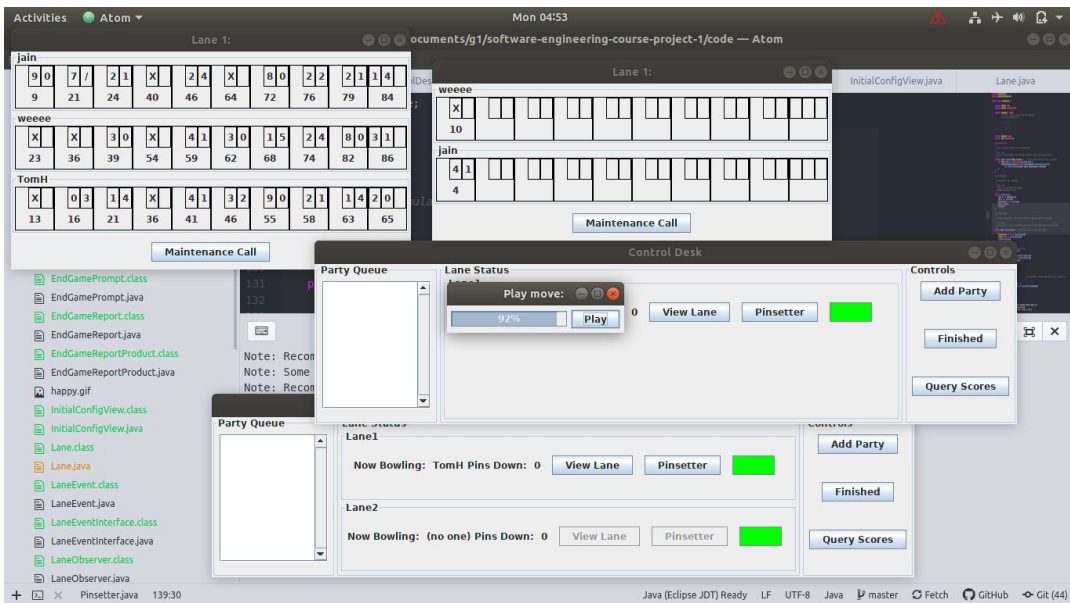 Activities Atom Mon 04:53
Lane 1:
ocuments/g1/software-engineering-course-project-1/code — Atom
jain
9 0 7 / 2 1 X 2 4 X 8 0 2 2 2 1 1 4
9 21 24 40 46 64 72 76 79 84
weeee
X X 3 0 X 4 1 3 0 1 5 2 4 8 0 3 1
23 36 39 54 59 62 68 74 82 86
TomH
X 0 3 1 4 X 4 1 3 2 9 0 2 1 1 4 2 0
13 16 21 36 41 46 55 58 63 65
Maintenance Call
Lane 1:
InitialConfigView.java Lane.java
weeee
X
10
jain
4 1
4
Maintenance Call
Control Desk
Party Queue Lane Status Controls
Play move:
92% Play
0 View Lane Pinsetter
Add Party
Finished
Query Scores
EndGamePrompt.class
EndGamePrompt.java
EndGameReport.class
EndGameReport.java
EndGameReportProduct.class
EndGameReportProduct.java
happy.gif
InitialConfigView.class
InitialConfigView.java
Lane.class
Lane.java
LaneEvent.class
LaneEvent.java
LaneEventInterface.class
LaneEventInterface.java
LaneObserver.class
LaneObserver.java
131
132
Note: Recom
Note: Some
Note: Recom
Party Queue Lane Status Controls
Lane1
Now Bowling: TomH Pins Down: 0 View Lane Pinsetter
Lane2
Now Bowling: (no one) Pins Down: 0 View Lane Pinsetter
Add Party
Finished
Query Scores
Pinsetter.java 139:30 Java (Eclipse JDT) Ready LF UTF-8 Java master Fetch GitHub Git (44)